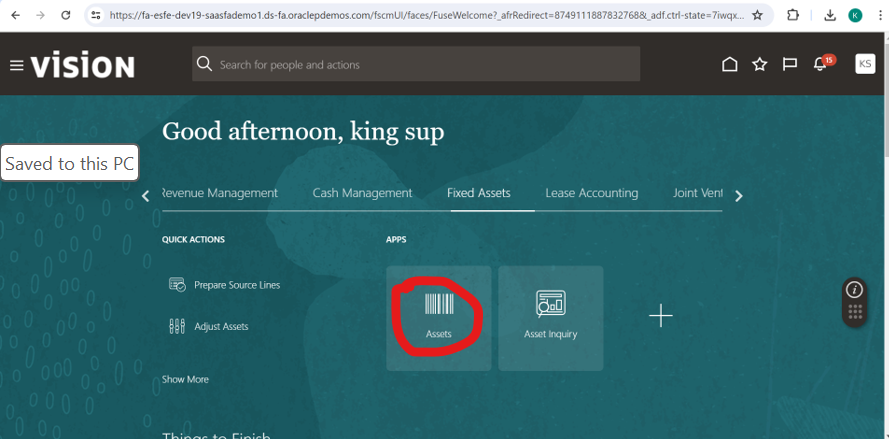 https://fa-esfe-dev19-saasfademo1.ds-fa.oraclepdemos.com/fscmUI/faces/FuseWelcome?_afrRedirect=8749111887832768&_adf.ctrl-state=7iwqx...
K
vision
Search for people and actions
15
KS
Good afternoon, king sup
Saved to this PC
Revenue Management Cash Management Fixed Assets Lease Accounting Joint Vent
QUICK ACTIONS
APPS
Prepare Source Lines
Adjust Assets
Assets
Asset Inquiry
Show More
Things to Finish